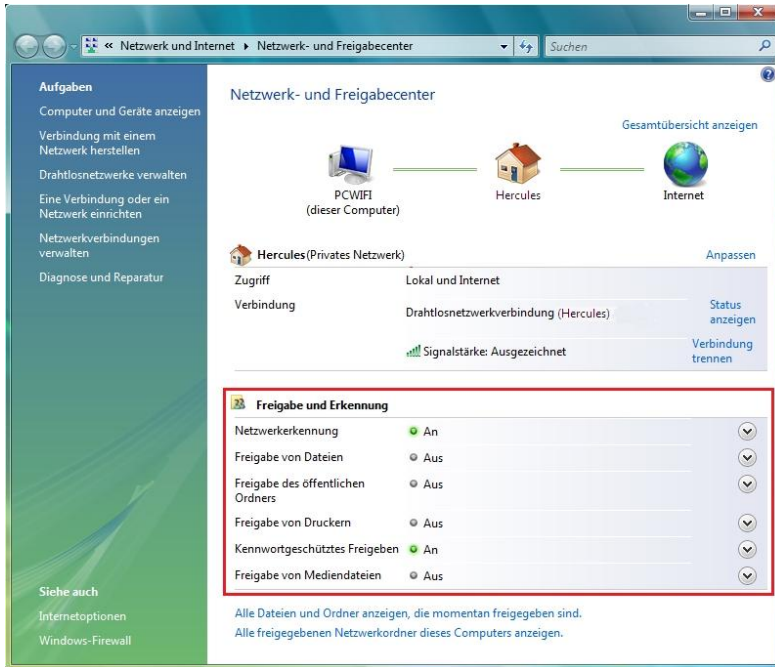 « Netzwerk und Internet ▸ Netzwerk- und Freigabecenter
Suchen
Aufgaben
Computer und Geräte anzeigen
Verbindung mit einem
Netzwerk herstellen
Drahtlosnetzwerke verwalten
Eine Verbindung oder ein
Netzwerk einrichten
Netzwerkverbindungen
verwalten
Diagnose und Reparatur
Siehe auch
Internetoptionen
Windows-Firewall
Netzwerk- und Freigabecenter
Gesamtübersicht anzeigen
PCWIFI
(dieser Computer)
Hercules
Internet
Hercules (Privates Netzwerk)
Anpassen
Zugriff
Lokal und Internet
Verbindung
Drahtlosnetzwerkverbindung (Hercules)
Status
anzeigen
Signalstärke: Ausgezeichnet
Verbindung
trennen
Freigabe und Erkennung
Netzwerkerkennung
An
Freigabe von Dateien
Aus
Freigabe des öffentlichen
Ordners
Aus
Freigabe von Druckern
Aus
Kennwortgeschütztes Freigeben
An
Freigabe von Mediendateien
Aus
Alle Dateien und Ordner anzeigen, die momentan freigegeben sind.
Alle freigegebenen Netzwerkordner dieses Computers anzeigen.